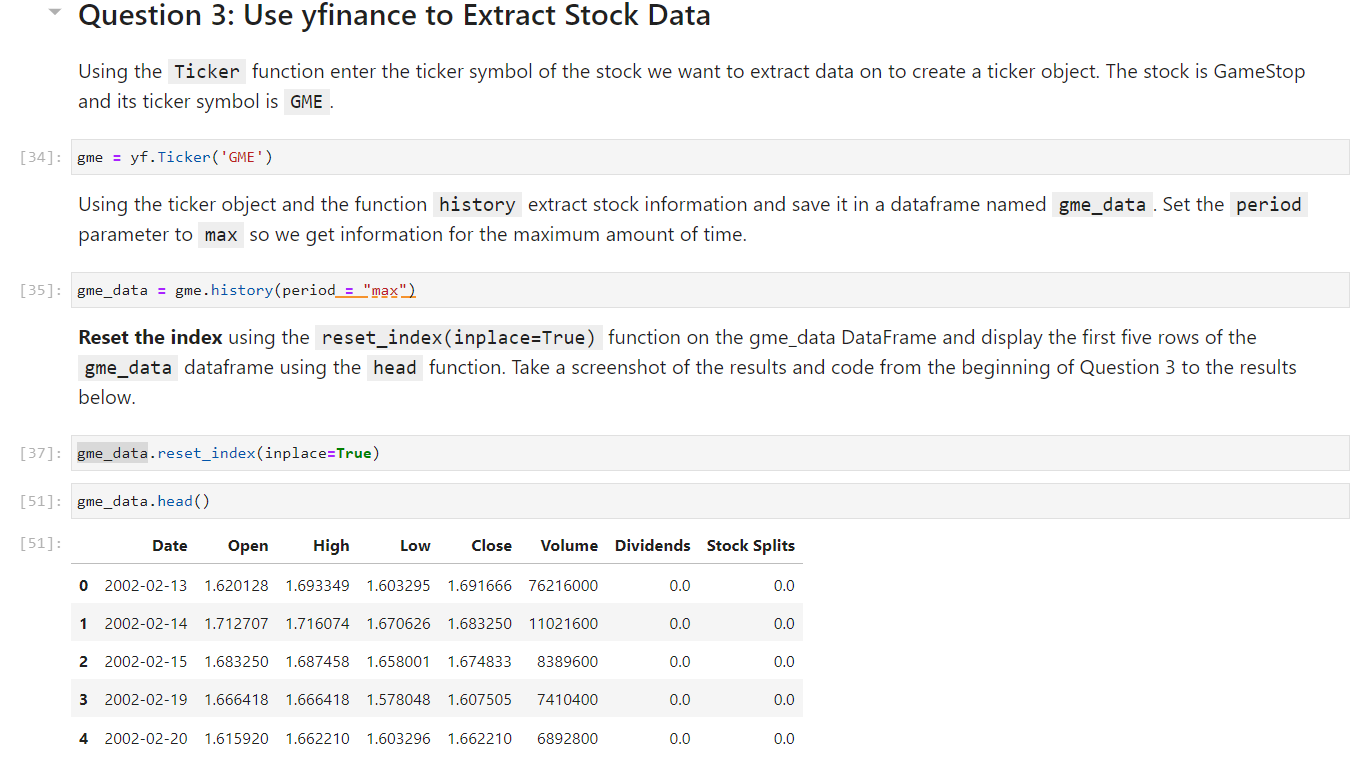 Question 3: Use yfinance to Extract Stock Data
Using the Ticker function enter the ticker symbol of the stock we want to extract data on to create a ticker object. The stock is GameStop
and its ticker symbol is GME .
[34]: gme = yf.Ticker('GME')
Using the ticker object and the function history extract stock information and save it in a dataframe named gme_data . Set the period
parameter to max so we get information for the maximum amount of time.
[35]: gme_data = gme.history(period = "max")
Reset the index using the reset_index(inplace=True) function on the gme_data DataFrame and display the first five rows of the
gme_data dataframe using the head function. Take a screenshot of the results and code from the beginning of Question 3 to the results
below.
[37]: gme_data.reset_index(inplace=True)
[51]: gme_data.head()
[51]: Date Open High Low Close Volume Dividends Stock Splits
0 2002-02-13 1.620128 1.693349 1.603295 1.691666 76216000 0.0 0.0
1 2002-02-14 1.712707 1.716074 1.670626 1.683250 11021600 0.0 0.0
2 2002-02-15 1.683250 1.687458 1.658001 1.674833 8389600 0.0 0.0
3 2002-02-19 1.666418 1.666418 1.578048 1.607505 7410400 0.0 0.0
4 2002-02-20 1.615920 1.662210 1.603296 1.662210 6892800 0.0 0.0